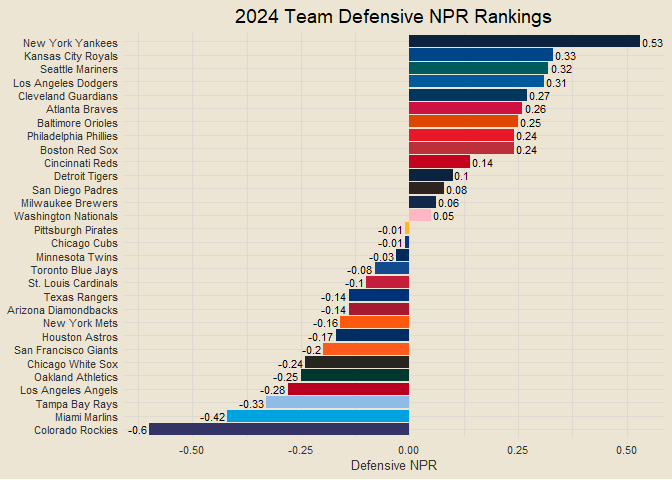 2024 Team Defensive NPR Rankings
New York Yankees 0.53
Kansas City Royals 0.33
Seattle Mariners 0.32
Los Angeles Dodgers 0.31
Cleveland Guardians 0.27
Atlanta Braves 0.26
Baltimore Orioles 0.25
Philadelphia Phillies 0.24
Boston Red Sox 0.24
Cincinnati Reds 0.14
Detroit Tigers 0.1
San Diego Padres 0.08
Milwaukee Brewers 0.06
Washington Nationals 0.05
Pittsburgh Pirates -0.01
Chicago Cubs -0.01
Minnesota Twins -0.03
Toronto Blue Jays -0.08
St. Louis Cardinals -0.1
Texas Rangers -0.14
Arizona Diamondbacks -0.14
New York Mets -0.16
Houston Astros -0.17
San Francisco Giants -0.2
Chicago White Sox -0.24
Oakland Athletics -0.25
Los Angeles Angels -0.28
Tampa Bay Rays -0.33
Miami Marlins -0.42
Colorado Rockies -0.6
-0.50 -0.25 0.00 0.25 0.50
Defensive NPR